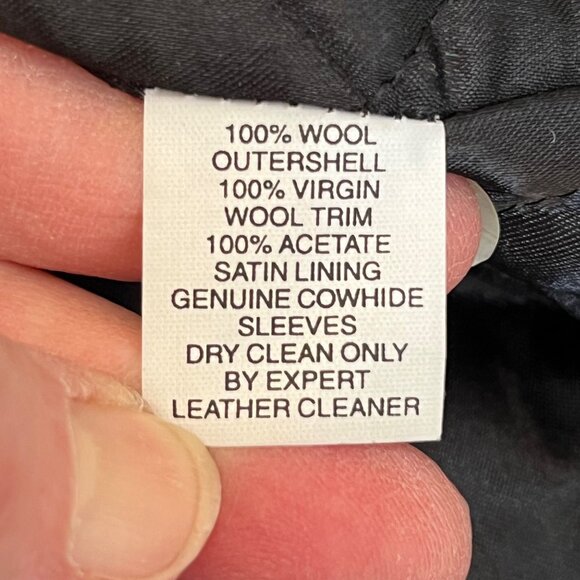 100% WOOL
OUTERSHELL
100% VIRGIN
WOOL TRIM
100% ACETATE
SATIN LINING
GENUINE COWHIDE
SLEEVES
DRY CLEAN ONLY
BY EXPERT
LEATHER CLEANER